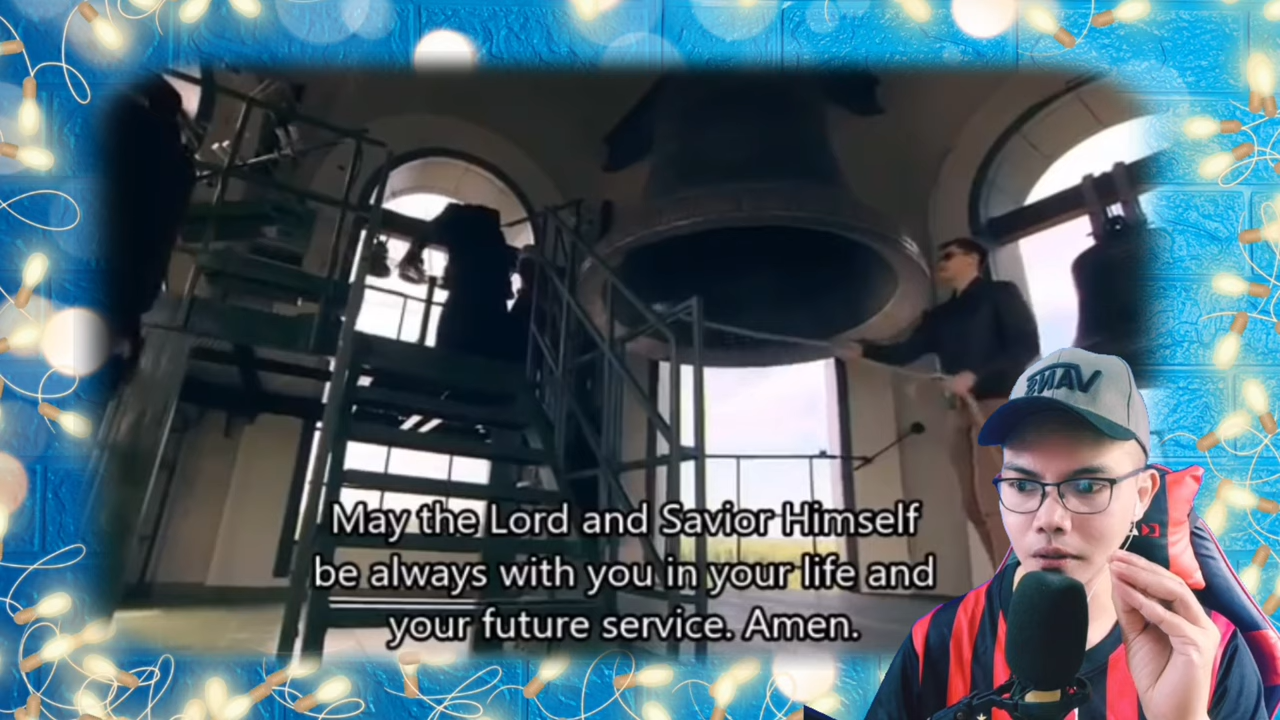 May the Lord and Savior Himself
be always with you in your life and
your future service. Amen.
VANS